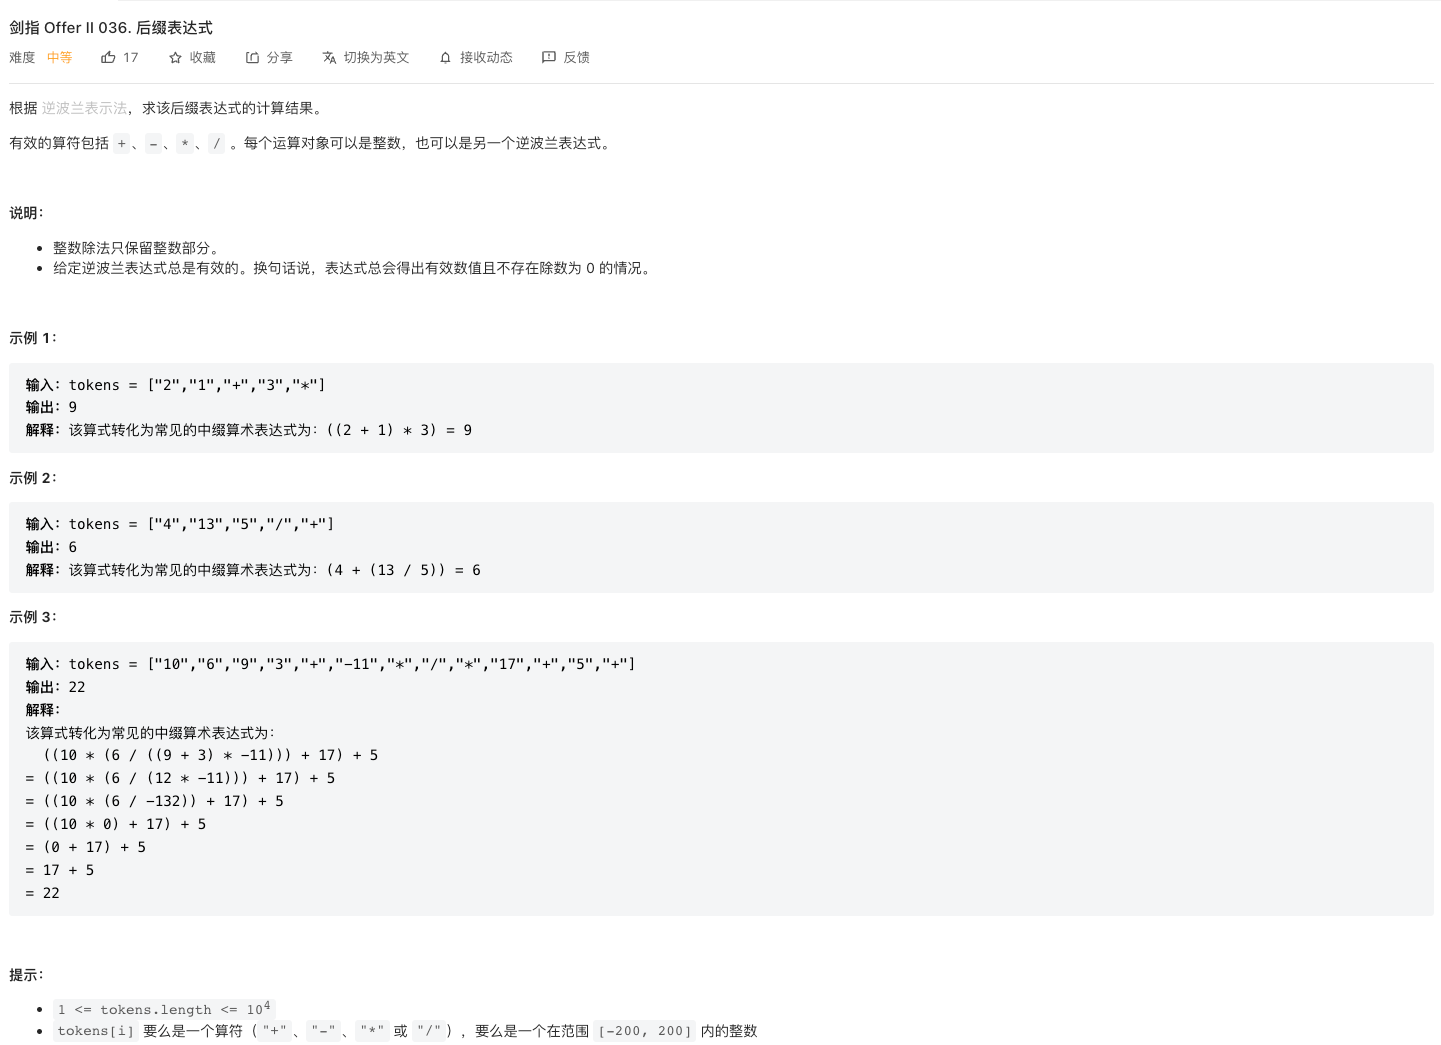 剑指 Offer II 036. 后缀表达式
难度 中等 17 收藏 分享 切换为英文 接收动态 反馈
根据 逆波兰表示法，求该后缀表达式的计算结果。
有效的算符包括 +、-、*、/ 。每个运算对象可以是整数，也可以是另一个逆波兰表达式。
说明：
• 整数除法只保留整数部分。
• 给定逆波兰表达式总是有效的。换句话说，表达式总会得出有效数值且不存在除数为 0 的情况。
示例 1：
输入：tokens = ["2","1","+","3","*"]
输出：9
解释：该算式转化为常见的中缀算术表达式为：((2 + 1) * 3) = 9
示例 2：
输入：tokens = ["4","13","5","/","+"]
输出：6
解释：该算式转化为常见的中缀算术表达式为：(4 + (13 / 5)) = 6
示例 3：
输入：tokens = ["10","6","9","3","+","-11","*","/","*","17","+","5","+"]
输出：22
解释：
该算式转化为常见的中缀算术表达式为：
((10 * (6 / ((9 + 3) * -11))) + 17) + 5
= ((10 * (6 / (12 * -11))) + 17) + 5
= ((10 * (6 / -132)) + 17) + 5
= ((10 * 0) + 17) + 5
= (0 + 17) + 5
= 17 + 5
= 22
提示：
• 1 <= tokens.length <= 10⁴
• tokens[i] 要么是一个算符（"+"、"-"、"*" 或 "/"），要么是一个在范围 [-200, 200] 内的整数